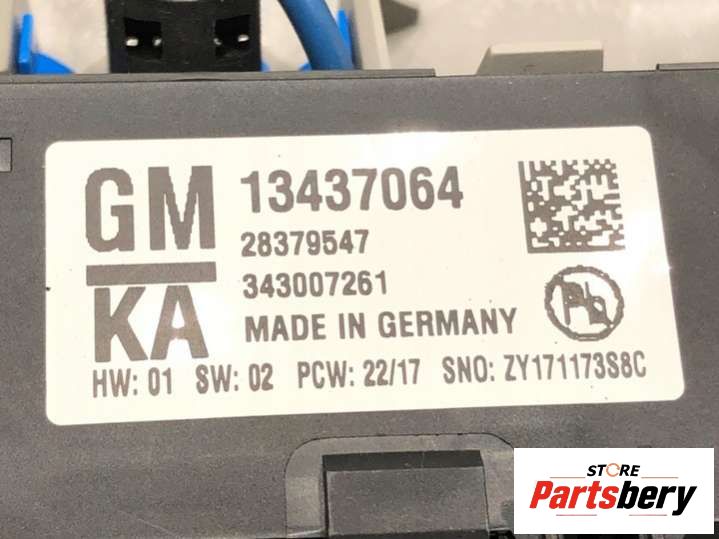 GM
KA
13437064
28379547
343007261
MADE IN GERMANY
Pb
HW: 01 SW: 02 PCW: 22/17 SNO: ZY171173S8C
STORE
Partsbery